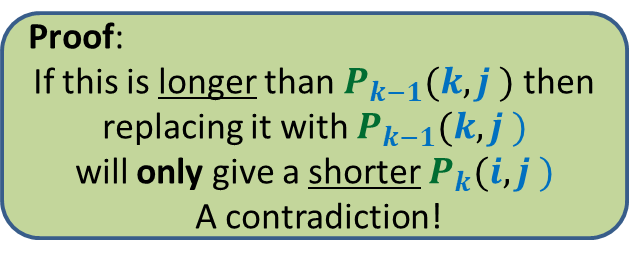 Proof:
If this is longer than P_{k−1}(k,j ) then
replacing it with P_{k−1}(k,j )
will only give a shorter P_k(i,j )
A contradiction!